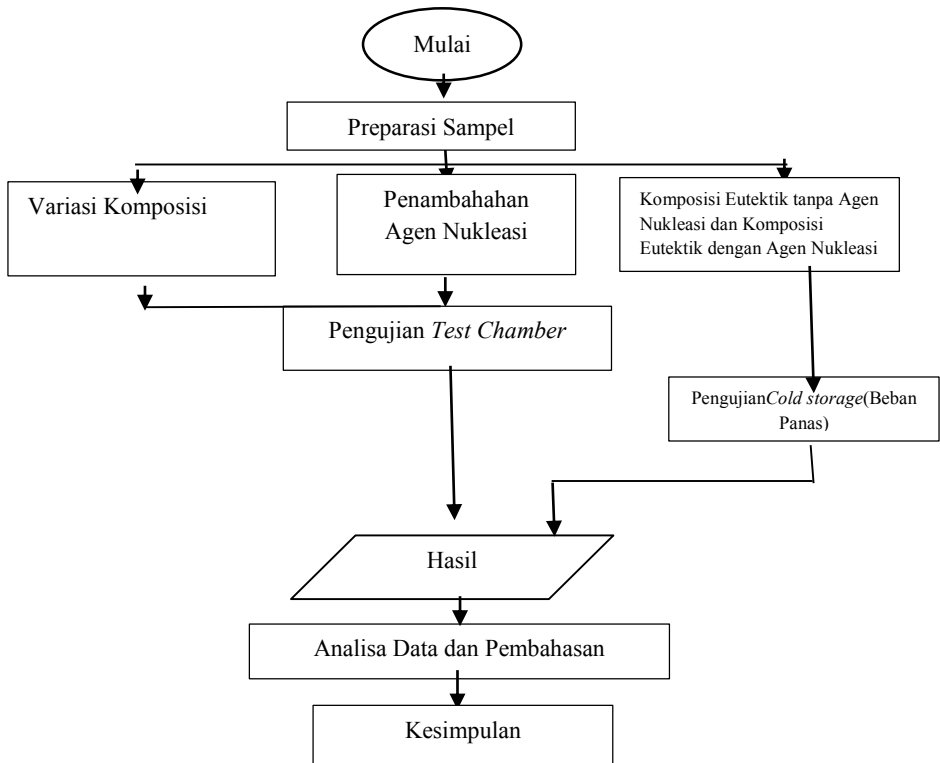 Mulai
Preparasi Sampel
Variasi Komposisi
Penambahahan
Agen Nukleasi
Komposisi Eutektik tanpa Agen
Nukleasi dan Komposisi
Eutektik dengan Agen Nukleasi
Pengujian Test Chamber
PengujianCold storage(Beban
Panas)
Hasil
Analisa Data dan Pembahasan
Kesimpulan